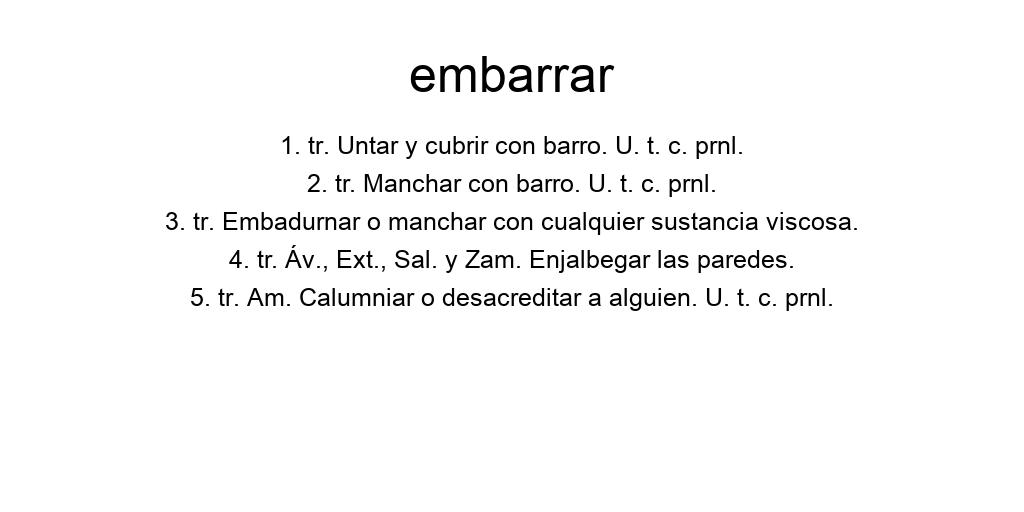 embarrar
1. tr. Untar y cubrir con barro. U. t. c. prnl.
2. tr. Manchar con barro. U. t. c. prnl.
3. tr. Embadurnar o manchar con cualquier sustancia viscosa.
4. tr. Áv., Ext., Sal. y Zam. Enjalbegar las paredes.
5. tr. Am. Calumniar o desacreditar a alguien. U. t. c. prnl.